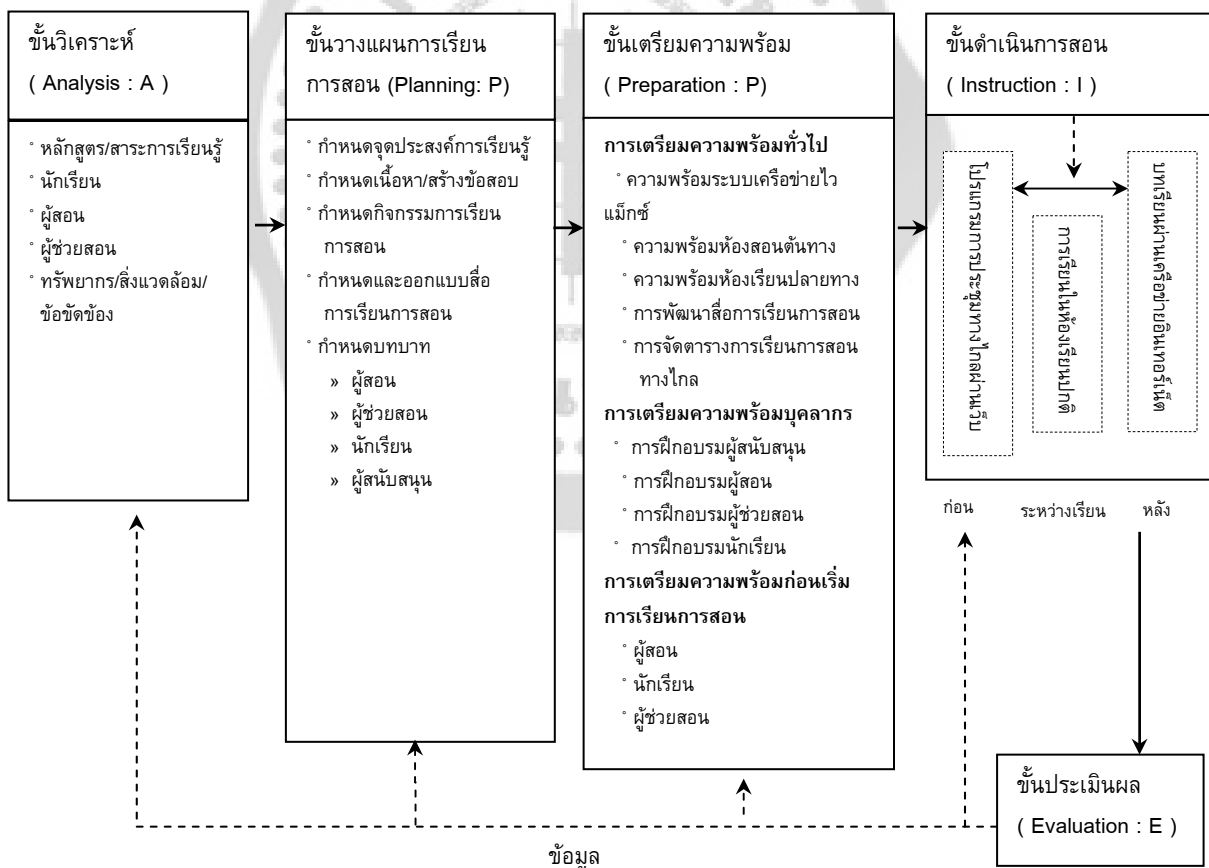 ขั้นวิเคราะห์
( Analysis : A )
° หลักสูตร/สาระการเรียนรู้
° นักเรียน
° ผู้สอน
° ผู้ช่วยสอน
° ทรัพยากร/สิ่งแวดล้อม/
ข้อขัดข้อง
ขั้นวางแผนการเรียน
การสอน (Planning: P)
° กำหนดจุดประสงค์การเรียนรู้
° กำหนดเนื้อหา/สร้างข้อสอบ
° กำหนดกิจกรรมการเรียน
การสอน
° กำหนดและออกแบบสื่อ
การเรียนการสอน
° กำหนดบทบาท
» ผู้สอน
» ผู้ช่วยสอน
» นักเรียน
» ผู้สนับสนุน
ขั้นเตรียมความพร้อม
( Preparation : P)
การเตรียมความพร้อมทั่วไป
° ความพร้อมระบบเครือข่ายไว
แม็กซ์
° ความพร้อมห้องสอนต้นทาง
° ความพร้อมห้องเรียนปลายทาง
° การพัฒนาสื่อการเรียนการสอน
° การจัดตารางการเรียนการสอน
ทางไกล
การเตรียมความพร้อมบุคลากร
° การฝึกอบรมผู้สนับสนุน
° การฝึกอบรมผู้สอน
° การฝึกอบรมผู้ช่วยสอน
° การฝึกอบรมนักเรียน
การเตรียมความพร้อมก่อนเริ่ม
การเรียนการสอน
° ผู้สอน
° นักเรียน
° ผู้ช่วยสอน
ขั้นดำเนินการสอน
( Instruction : I )
โปรแกรมการประชุมทางไกลผ่านเว็บ
การเรียนในห้องเรียนปกติ
บทเรียนผ่านเครือข่ายอินเทอร์เน็ต
ก่อน ระหว่างเรียน หลัง
ขั้นประเมินผล
( Evaluation : E )
ข้อมูล